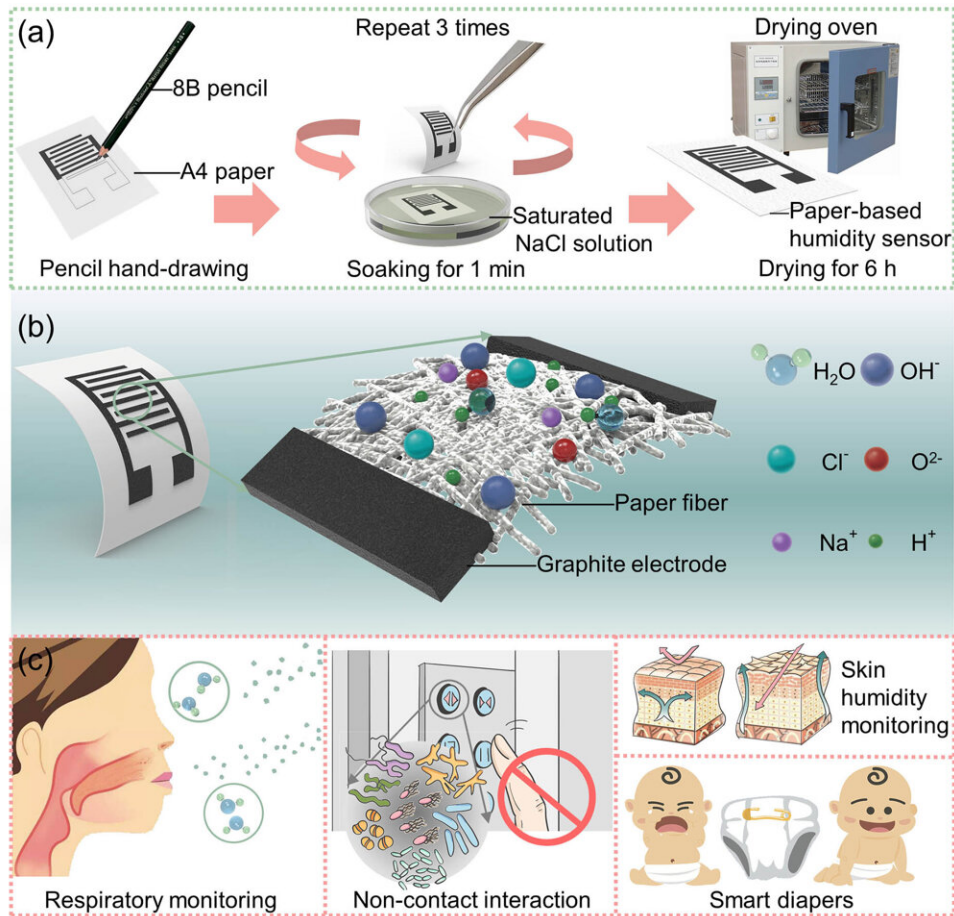 (a)
8B pencil
A4 paper
Pencil hand-drawing
Repeat 3 times
Saturated
NaCl solution
Soaking for 1 min
Drying oven
Paper-based
humidity sensor
Drying for 6 h
(b)
Paper fiber
Graphite electrode
H₂O
OH⁻
Cl⁻
O²⁻
Na⁺
H⁺
(c)
Respiratory monitoring
Non-contact interaction
Skin
humidity
monitoring
Smart diapers